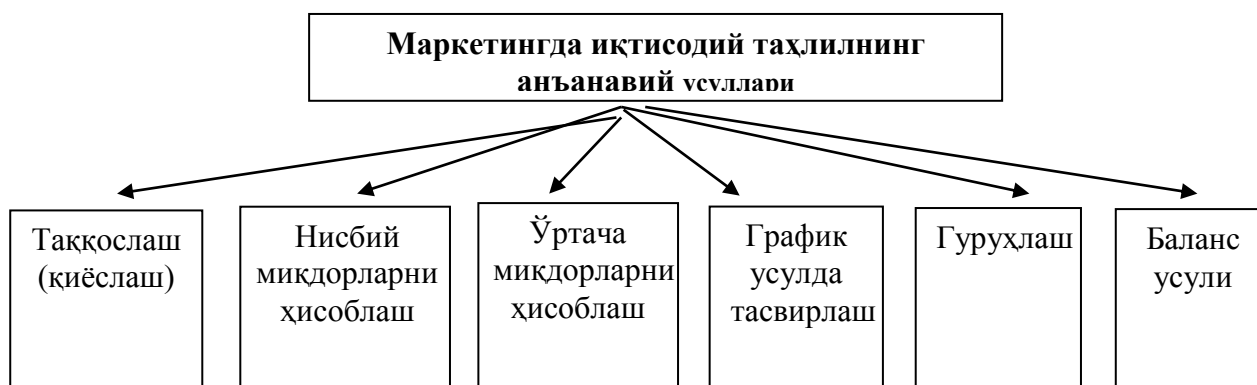 Маркетингда иқтисодий таҳлилнинг
анъанавий усуллари
Таққослаш
(қиёслаш)
Нисбий
миқдорларни
ҳисоблаш
Ўртача
миқдорларни
ҳисоблаш
График
усулда
тасвирлаш
Гуруҳлаш
Баланс
усули